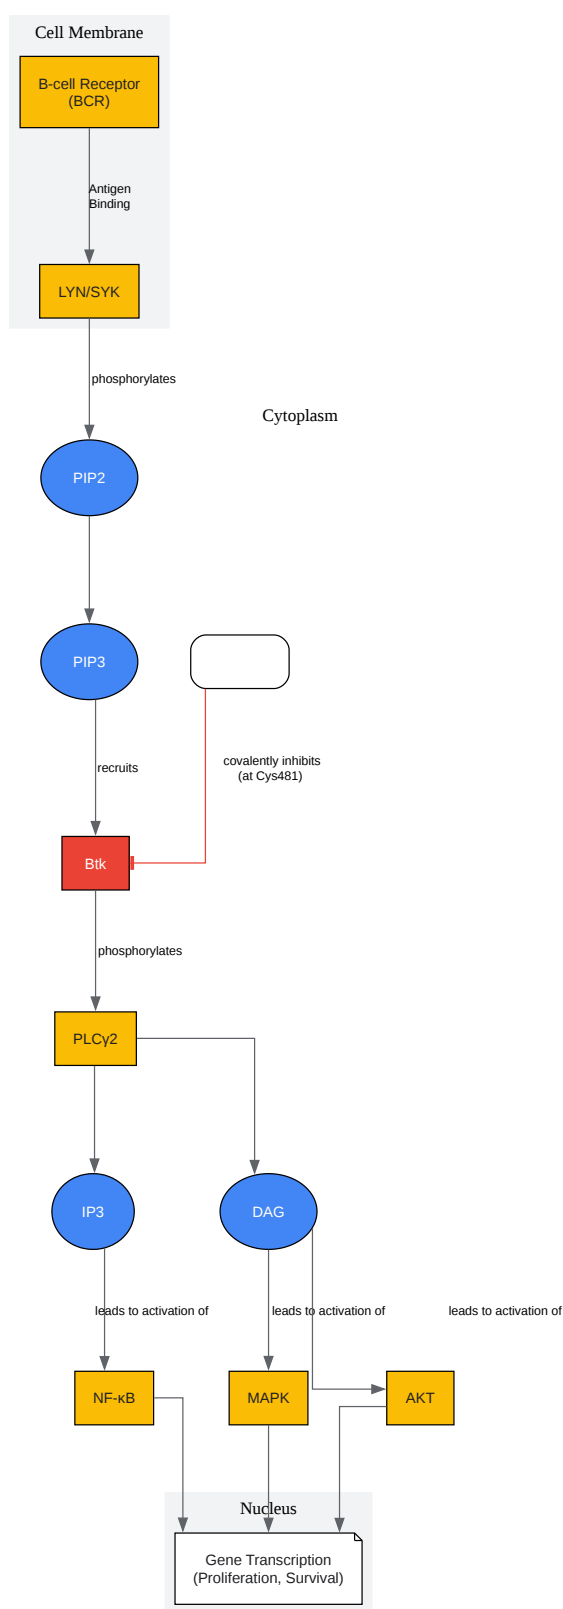 Cell Membrane
B-cell Receptor
(BCR)
Antigen
Binding
LYN/SYK
phosphorylates
Cytoplasm
PIP2
PIP3
covalently inhibits
(at Cys481)
recruits
Btk
phosphorylates
PLCγ2
IP3
DAG
leads to activation of
leads to activation of
leads to activation of
NF-κB
MAPK
AKT
Nucleus
Gene Transcription
(Proliferation, Survival)